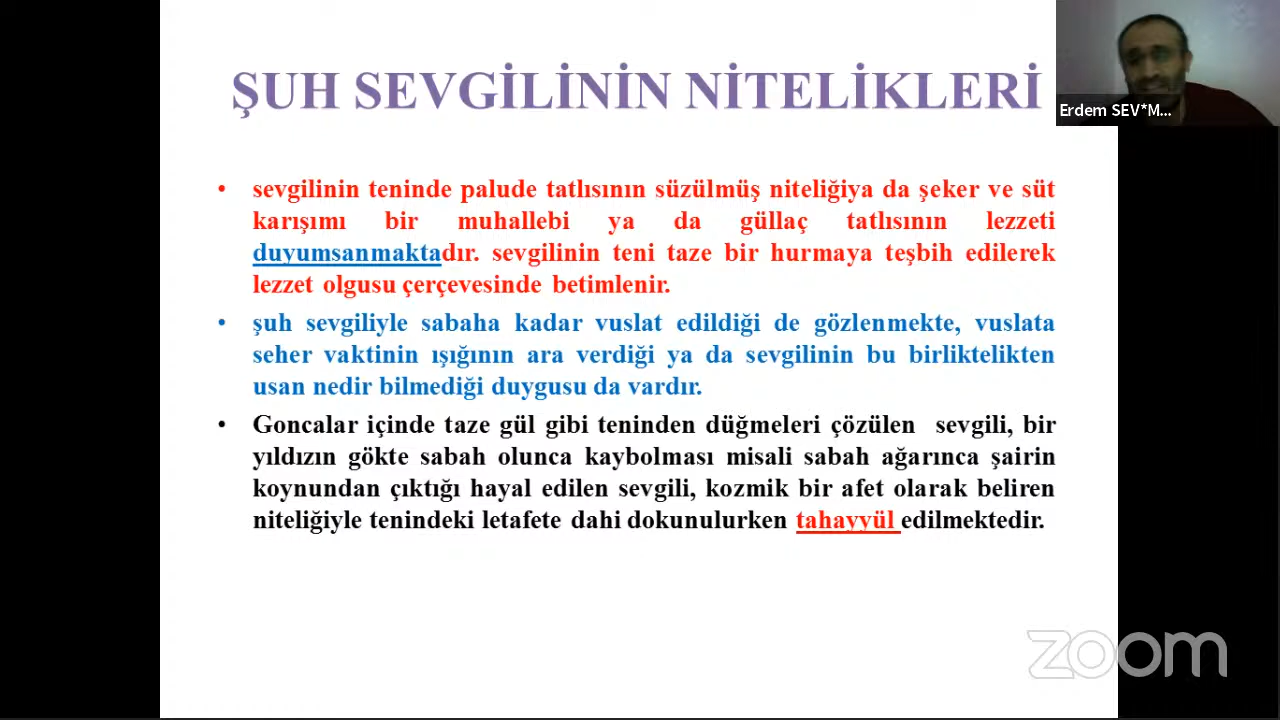 ŞUH SEVGİLİNİN NİTELİKLERİ
Erdem SEV*M...
• sevgilinin teninde palude tatlısının süzülmüş niteliğiya da şeker ve süt
karışımı bir muhallebi ya da güllaç tatlısının lezzeti
duyumsanmaktadır. sevgilinin teni taze bir hurmaya teşbih edilerek
lezzet olgusu çerçevesinde betimlenir.
• şuh sevgiliyle sabaha kadar vuslat edildiği de gözlenmekte, vuslata
seher vaktinin ışığının ara verdiği ya da sevgilinin bu birliktelikten
usan nedir bilmediği duygusu da vardır.
• Goncalar içinde taze gül gibi teninden düğmeleri çözülen sevgili, bir
yıldızın gökte sabah olunca kaybolması misali sabah ağarınca şairin
koynundan çıktığı hayal edilen sevgili, kozmik bir afet olarak beliren
niteliğiyle tenindeki letafete dahi dokunulurken tahayyül edilmektedir.
zoom